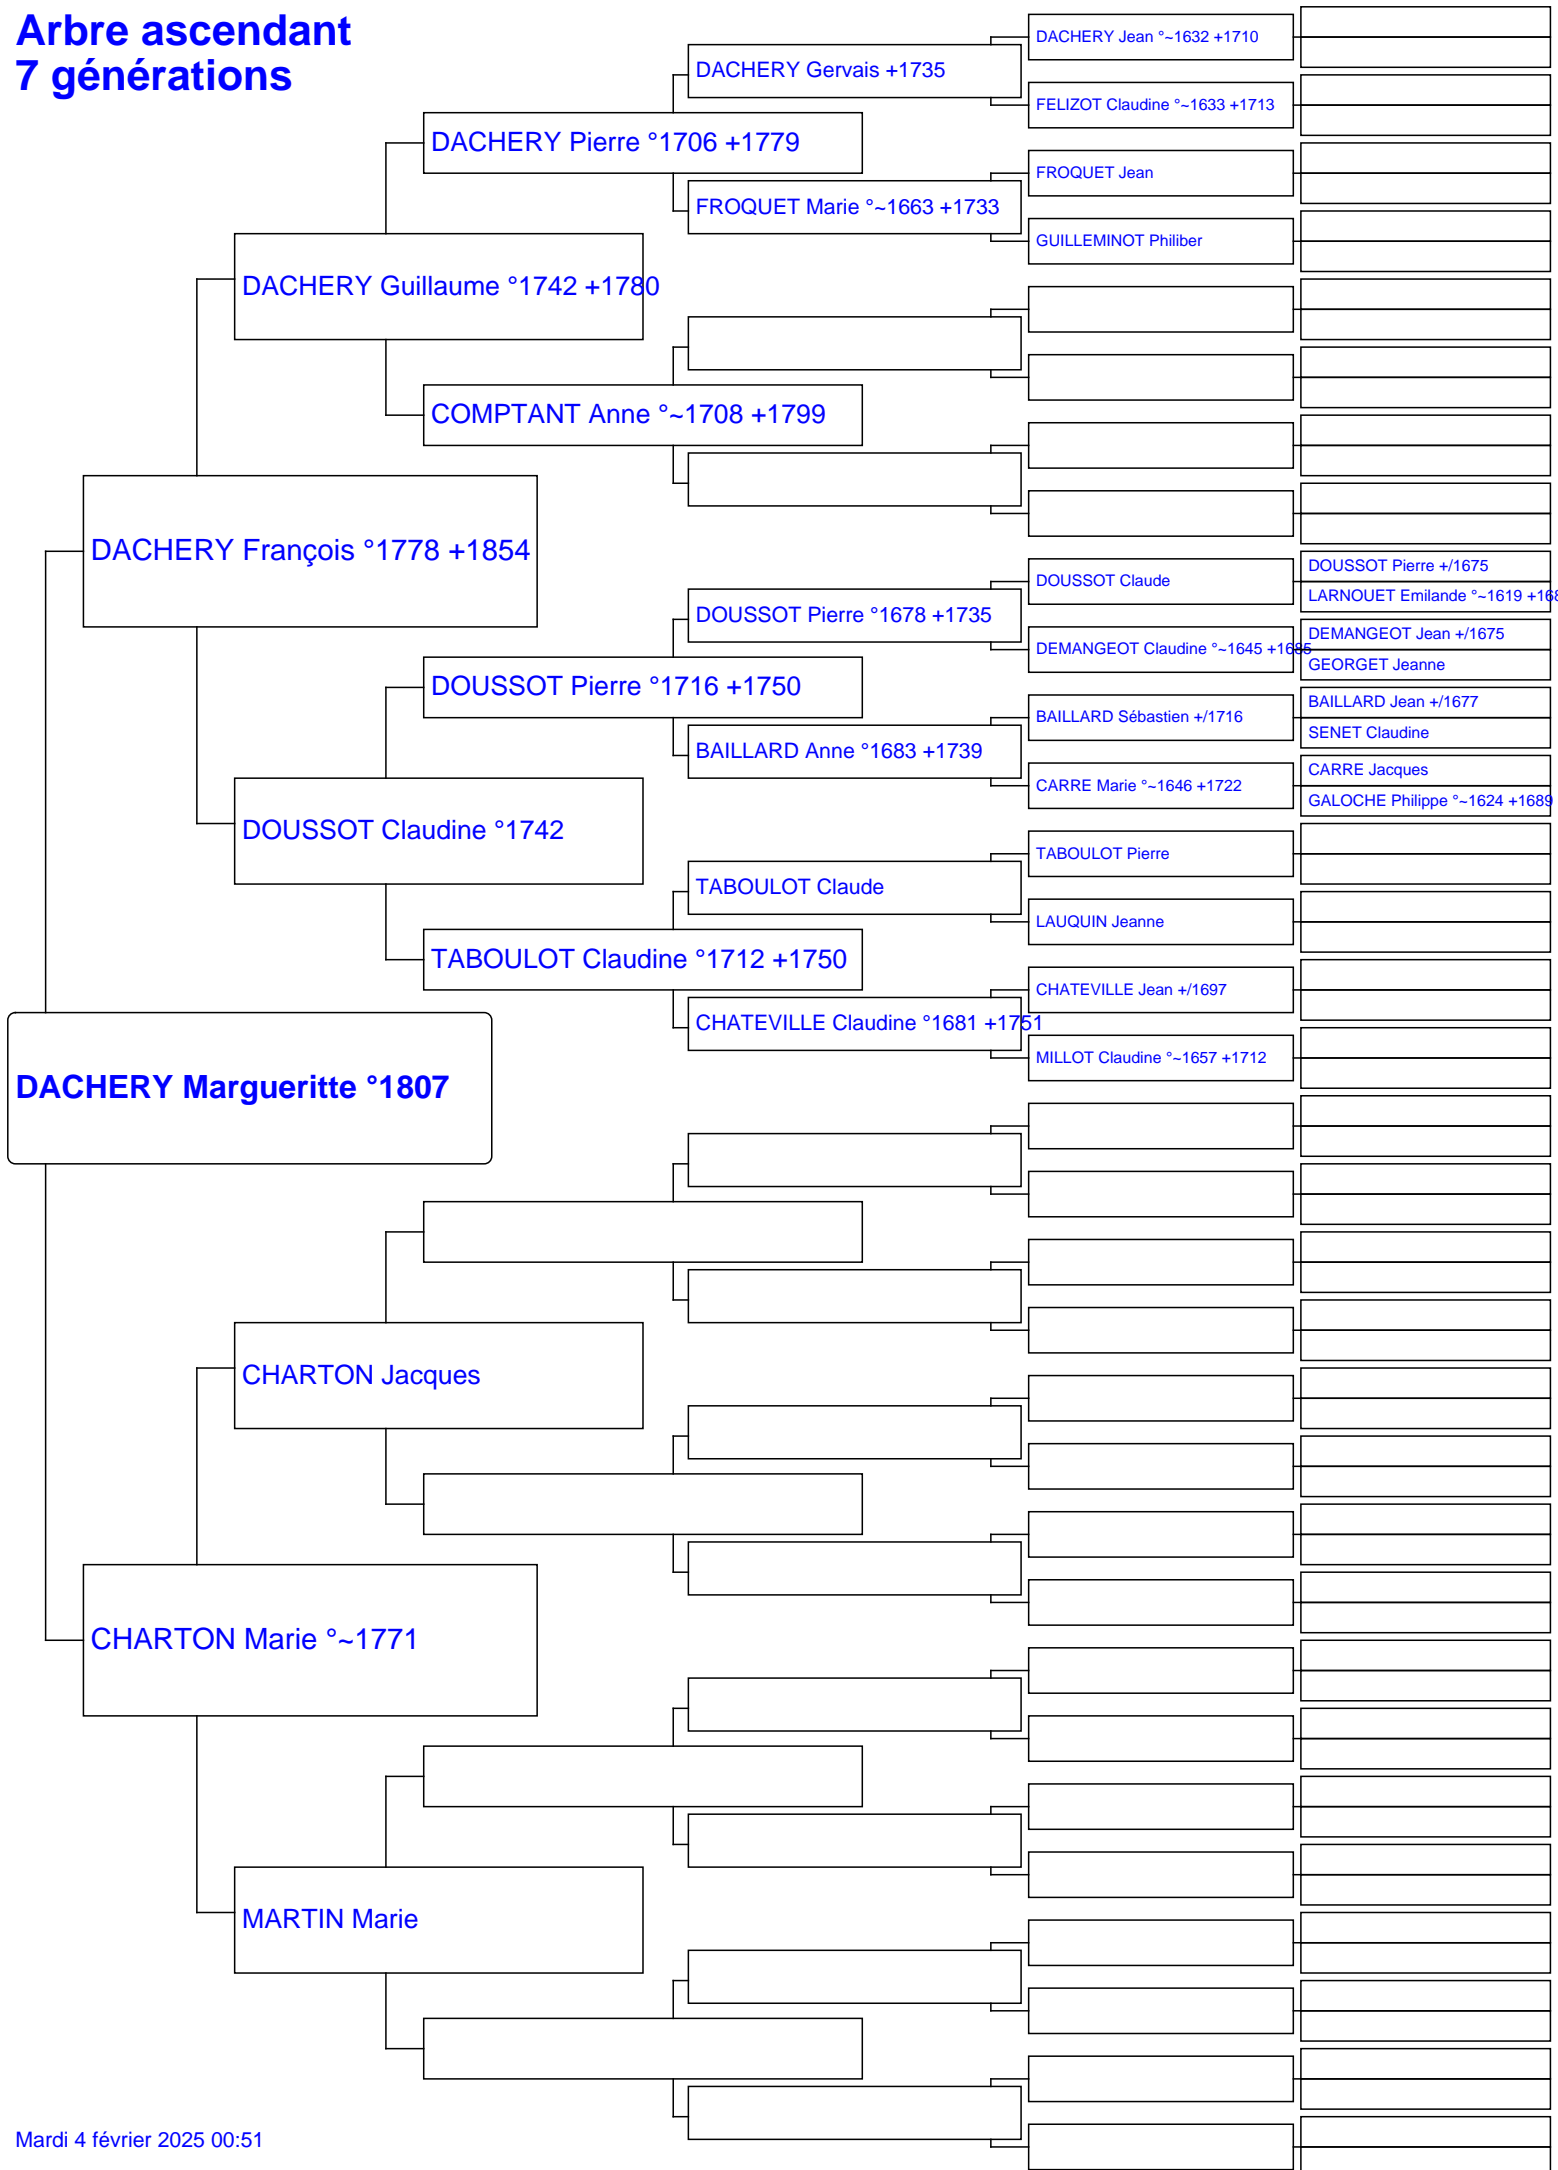 Arbre ascendant
7 générations
DACHERY Jean °~1632 +1710
DACHERY Gervais +1735
FELIZOT Claudine °~1633 +1713
DACHERY Pierre °1706 +1779
FROQUET Jean
FROQUET Marie °~1663 +1733
GUILLEMINOT Philiber
DACHERY Guillaume °1742 +1780
COMPTANT Anne °~1708 +1799
DACHERY François °1778 +1854
DOUSSOT Pierre +/1675
DOUSSOT Claude
LARNOUET Emilande °~1619 +168
DOUSSOT Pierre °1678 +1735
DEMANGEOT Jean +/1675
DEMANGEOT Claudine °~1645 +1685
GEORGET Jeanne
DOUSSOT Pierre °1716 +1750
BAILLARD Jean +/1677
BAILLARD Sébastien +/1716
SENET Claudine
BAILLARD Anne °1683 +1739
CARRE Jacques
CARRE Marie °~1646 +1722
GALOCHE Philippe °~1624 +1689
DOUSSOT Claudine °1742
TABOULOT Pierre
TABOULOT Claude
LAUQUIN Jeanne
TABOULOT Claudine °1712 +1750
CHATEVILLE Jean +/1697
CHATEVILLE Claudine °1681 +1751
MILLOT Claudine °~1657 +1712
DACHERY Margueritte °1807
CHARTON Jacques
CHARTON Marie °~1771
MARTIN Marie
Mardi 4 février 2025 00:51